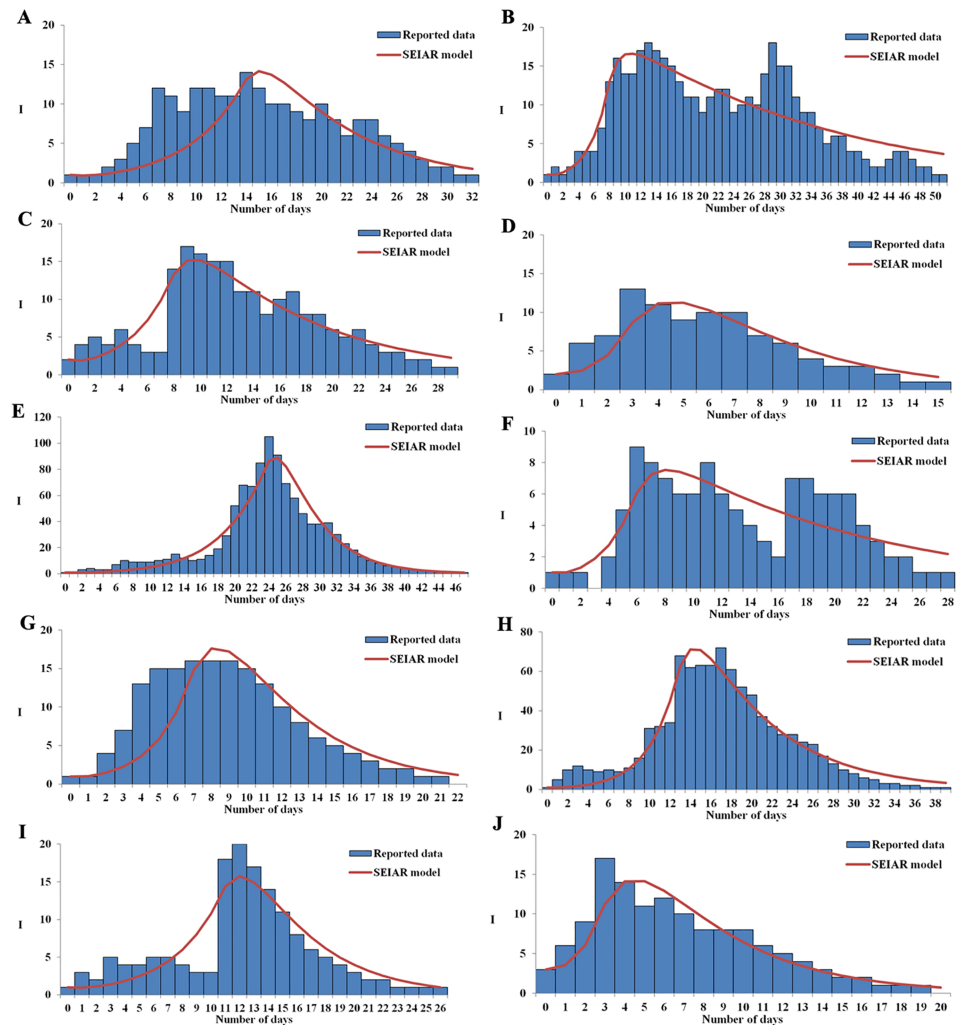 A
20
15
10
5
0
I
Reported data
SEIAR model
0 2 4 6 8 10 12 14 16 18 20 22 24 26 28 30 32
Number of days
B
20
15
10
5
0
I
Reported data
SEIAR model
0 2 4 6 8 10 12 14 16 18 20 22 24 26 28 30 32 34 36 38 40 42 44 46 48 50
Number of days
C
20
15
10
5
0
I
Reported data
SEIAR model
0 2 4 6 8 10 12 14 16 18 20 22 24 26 28
Number of days
D
20
15
10
5
0
I
Reported data
SEIAR model
0 1 2 3 4 5 6 7 8 9 10 11 12 13 14 15
Number of days
E
120
100
80
60
40
20
0
I
Reported data
SEIAR model
0 2 4 6 8 10 12 14 16 18 20 22 24 26 28 30 32 34 36 38 40 42 44 46
Number of days
F
10
8
6
4
2
0
I
Reported data
SEIAR model
0 2 4 6 8 10 12 14 16 18 20 22 24 26 28
Number of days
G
20
15
10
5
0
I
Reported data
SEIAR model
0 1 2 3 4 5 6 7 8 9 10 11 12 13 14 15 16 17 18 19 20 21 22
Number of days
H
80
60
40
20
0
I
Reported data
SEIAR model
0 2 4 6 8 10 12 14 16 18 20 22 24 26 28 30 32 34 36 38
Number of days
I
20
15
10
5
0
I
Reported data
SEIAR model
0 1 2 3 4 5 6 7 8 9 10 11 12 13 14 15 16 17 18 19 20 21 22 23 24 25 26
Number of days
J
20
15
10
5
0
I
Reported data
SEIAR model
0 1 2 3 4 5 6 7 8 9 10 11 12 13 14 15 16 17 18 19 20
Number of days